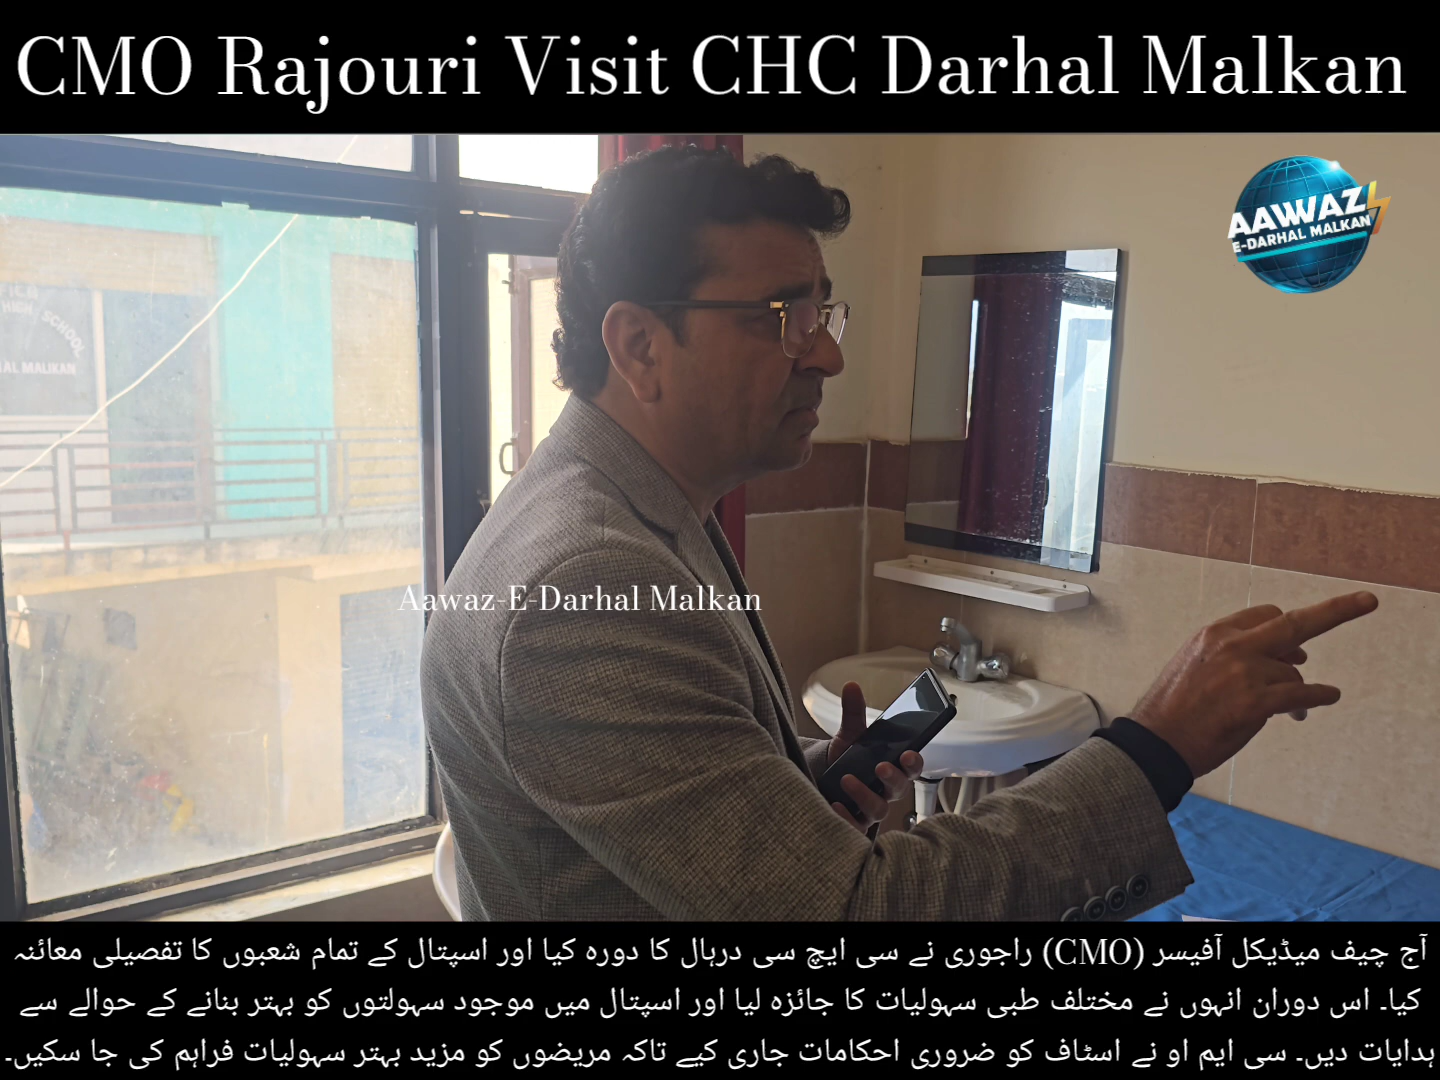 CMO Rajouri Visit CHC Darhal Malkan
AAWAZ
E-DARHAL MALKAN
HIGH SCHOOL
MALIKAN
Aawaz-E-Darhal Malkan
آج چیف میڈیکل آفیسر (CMO) راجوری نے سی ایچ سی درہال کا دورہ کیا اور اسپتال کے تمام شعبوں کا تفصیلی معائنہ
کیا۔ اس دوران انہوں نے مختلف طبی سہولیات کا جائزہ لیا اور اسپتال میں موجود سہولتوں کو بہتر بنانے کے حوالے سے
ہدایات دیں۔ سی ایم او نے اسٹاف کو ضروری احکامات جاری کیے تاکہ مریضوں کو مزید بہتر سہولیات فراہم کی جا سکیں۔